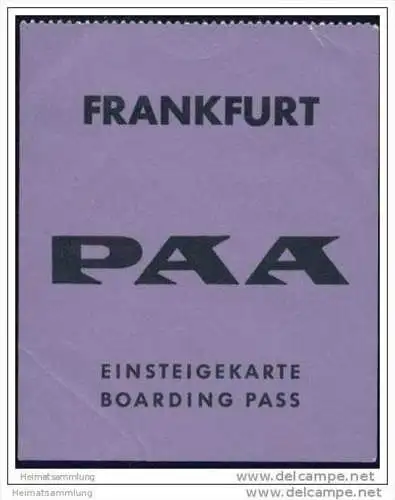 FRANKFURT
PAA
EINSTEIGEKARTE
BOARDING PASS
Heimatsammlung www.delcampe.net
Heimatsammlung www.delcampe.net